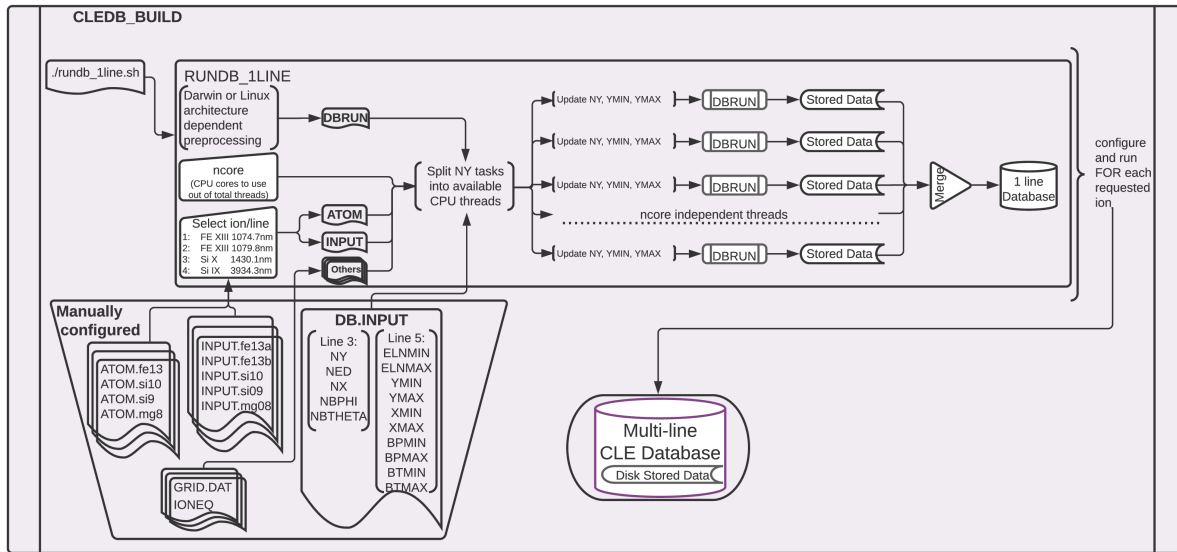 CLEDB_BUILD
./rundb_1line.sh
RUNDB_1LINE
Darwin or Linux
architecture
dependent
preprocessing
DBRUN
ncore
(CPU cores to use
out of total threads)
Select ion/line
1: FE XIII 1074.7nm
2: FE XIII 1079.8nm
3: Si X 1430.1nm
4: Si IX 3934.3nm
ATOM
INPUT
Others
Split NY tasks
into available
CPU threads
Update NY, YMIN, YMAX
DBRUN
Stored Data
Update NY, YMIN, YMAX
DBRUN
Stored Data
Update NY, YMIN, YMAX
DBRUN
Stored Data
ncore independent threads
Update NY, YMIN, YMAX
DBRUN
Stored Data
Merge
1 line
Database
configure
and run
FOR each
requested
ion
Manually
configured
ATOM.fe13
ATOM.si10
ATOM.si9
ATOM.mg8
INPUT.fe13a
INPUT.fe13b
INPUT.si10
INPUT.si09
INPUT.mg08
GRID.DAT
IONEQ
DB.INPUT
Line 3:
NY
NED
NX
NBPHI
NBTHETA
Line 5:
ELNMIN
ELNMAX
YMIN
YMAX
XMIN
XMAX
BPMIN
BPMAX
BTMIN
BTMAX
Multi-line
CLE Database
Disk Stored Data